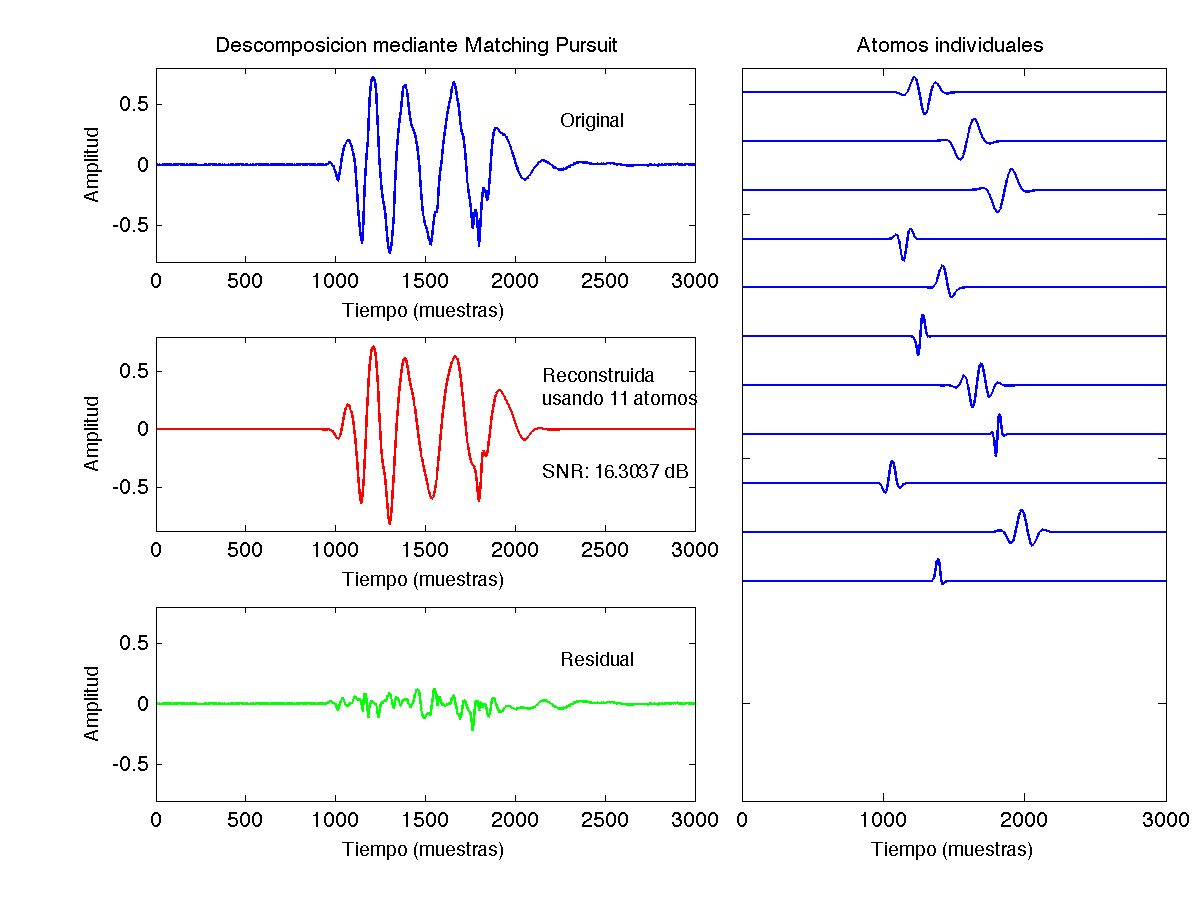 Descomposicion mediante Matching Pursuit
0.5
0
-0.5
Amplitud
Original
0 500 1000 1500 2000 2500 3000
Tiempo (muestras)
0.5
0
-0.5
Amplitud
Reconstruida
usando 11 atomos
SNR: 16.3037 dB
0 500 1000 1500 2000 2500 3000
Tiempo (muestras)
0.5
0
-0.5
Amplitud
Residual
0 500 1000 1500 2000 2500 3000
Tiempo (muestras)
Atomos individuales
0 1000 2000 3000
Tiempo (muestras)